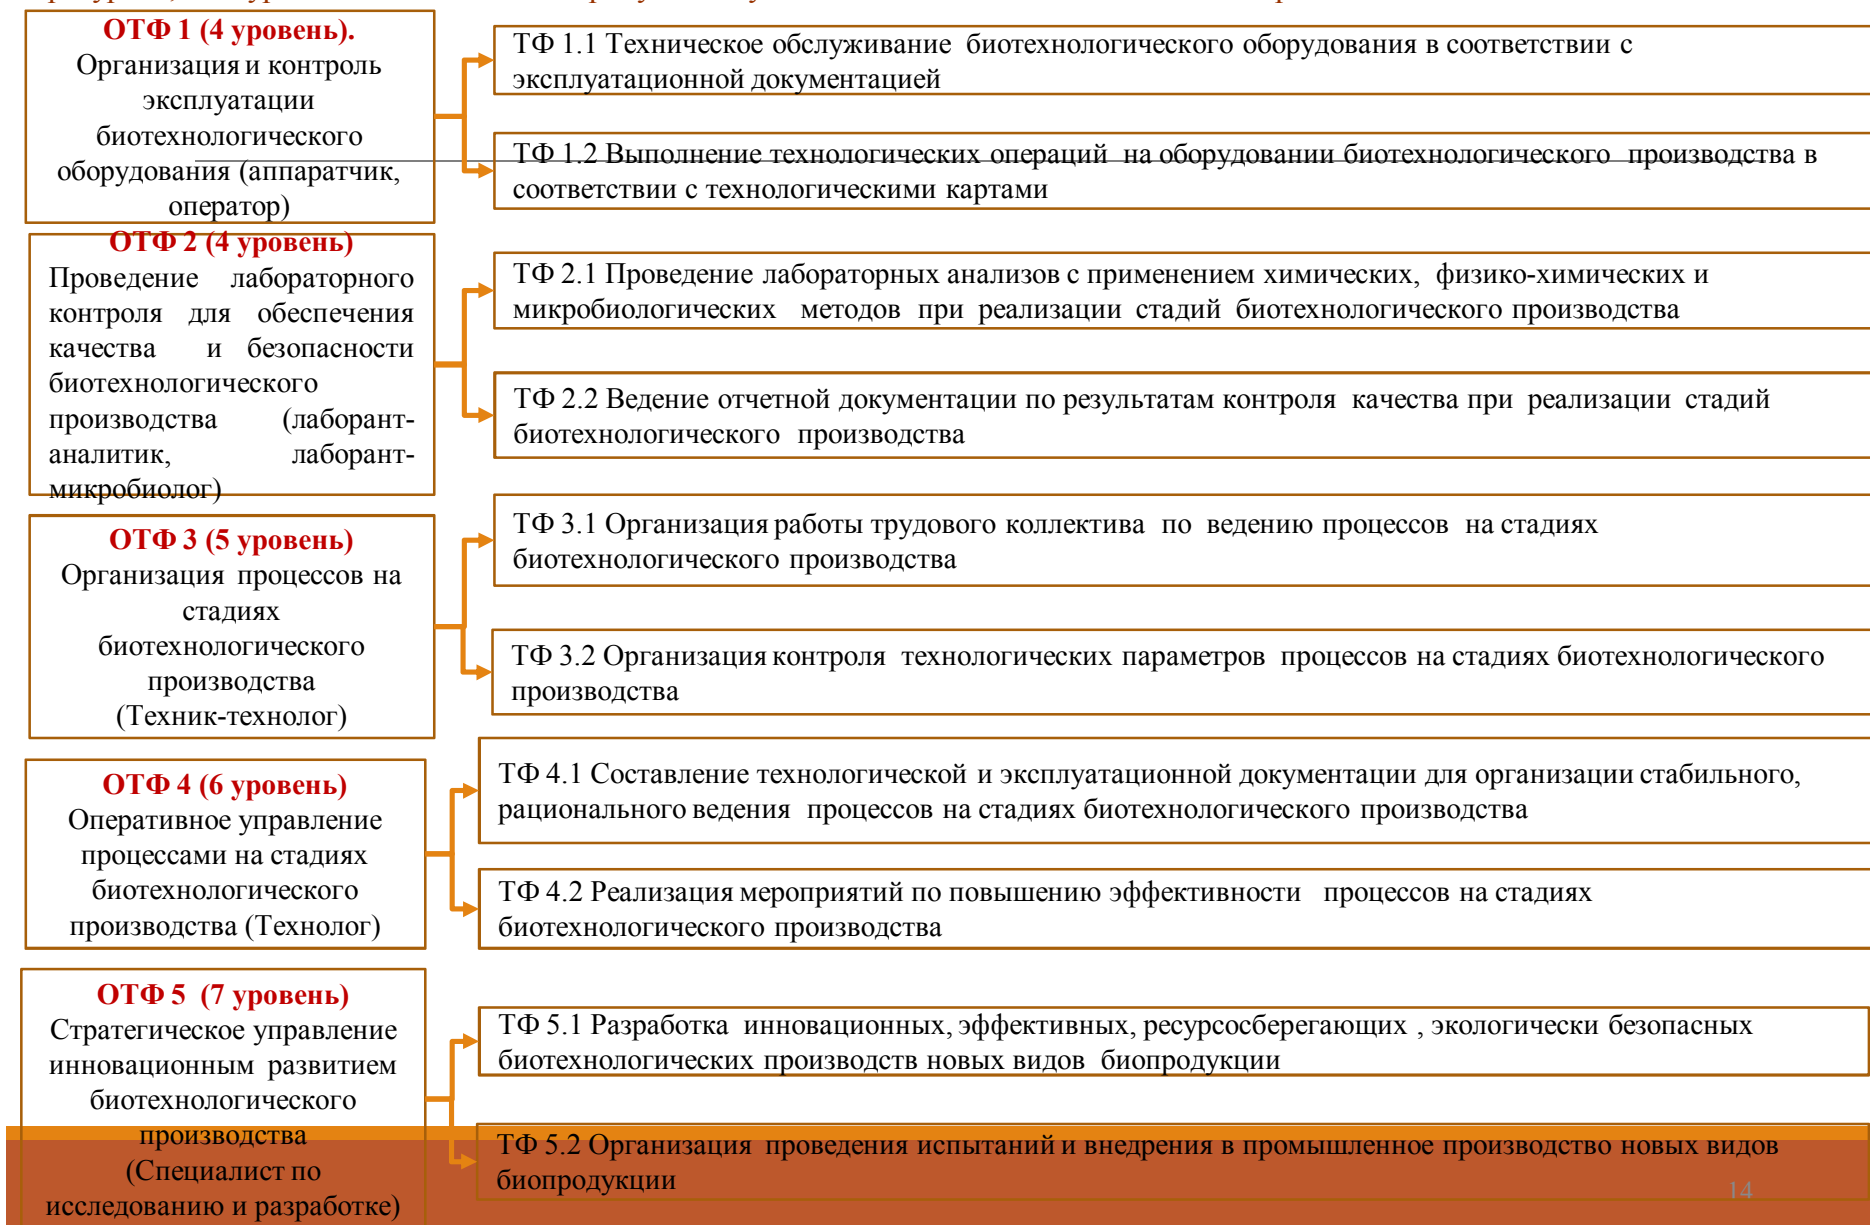 ОТФ 1 (4 уровень).
Организация и контроль
эксплуатации
биотехнологического
оборудования (аппаратчик,
оператор)
ТФ 1.1 Техническое обслуживание биотехнологического оборудования в соответствии с
эксплуатационной документацией
ТФ 1.2 Выполнение технологических операций на оборудовании биотехнологического производства в
соответствии с технологическими картами
ОТФ 2 (4 уровень)
Проведение лабораторного
контроля для обеспечения
качества и безопасности
биотехнологического
производства (лаборант-
аналитик, лаборант-
микробиолог)
ТФ 2.1 Проведение лабораторных анализов с применением химических, физико-химических и
микробиологических методов при реализации стадий биотехнологического производства
ТФ 2.2 Ведение отчетной документации по результатам контроля качества при реализации стадий
биотехнологического производства
ОТФ 3 (5 уровень)
Организация процессов на
стадиях
биотехнологического
производства
(Техник-технолог)
ТФ 3.1 Организация работы трудового коллектива по ведению процессов на стадиях
биотехнологического производства
ТФ 3.2 Организация контроля технологических параметров процессов на стадиях биотехнологического
производства
ОТФ 4 (6 уровень)
Оперативное управление
процессами на стадиях
биотехнологического
производства (Технолог)
ТФ 4.1 Составление технологической и эксплуатационной документации для организации стабильного,
рационального ведения процессов на стадиях биотехнологического производства
ТФ 4.2 Реализация мероприятий по повышению эффективности процессов на стадиях
биотехнологического производства
ОТФ 5 (7 уровень)
Стратегическое управление
инновационным развитием
биотехнологического
производства
(Специалист по
исследованию и разработке)
ТФ 5.1 Разработка инновационных, эффективных, ресурсосберегающих , экологически безопасных
биотехнологических производств новых видов биопродукции
ТФ 5.2 Организация проведения испытаний и внедрения в промышленное производство новых видов
биопродукции
14